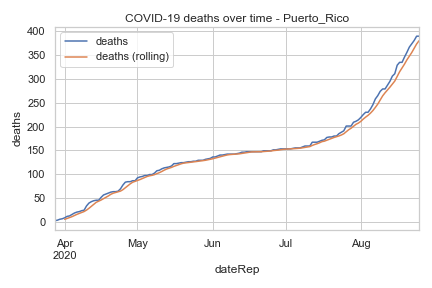 COVID-19 deaths over time - Puerto_Rico
deaths
deaths (rolling)
400
350
300
250
200
150
100
50
0
deaths
Apr
2020
May
Jun
Jul
Aug
dateRep